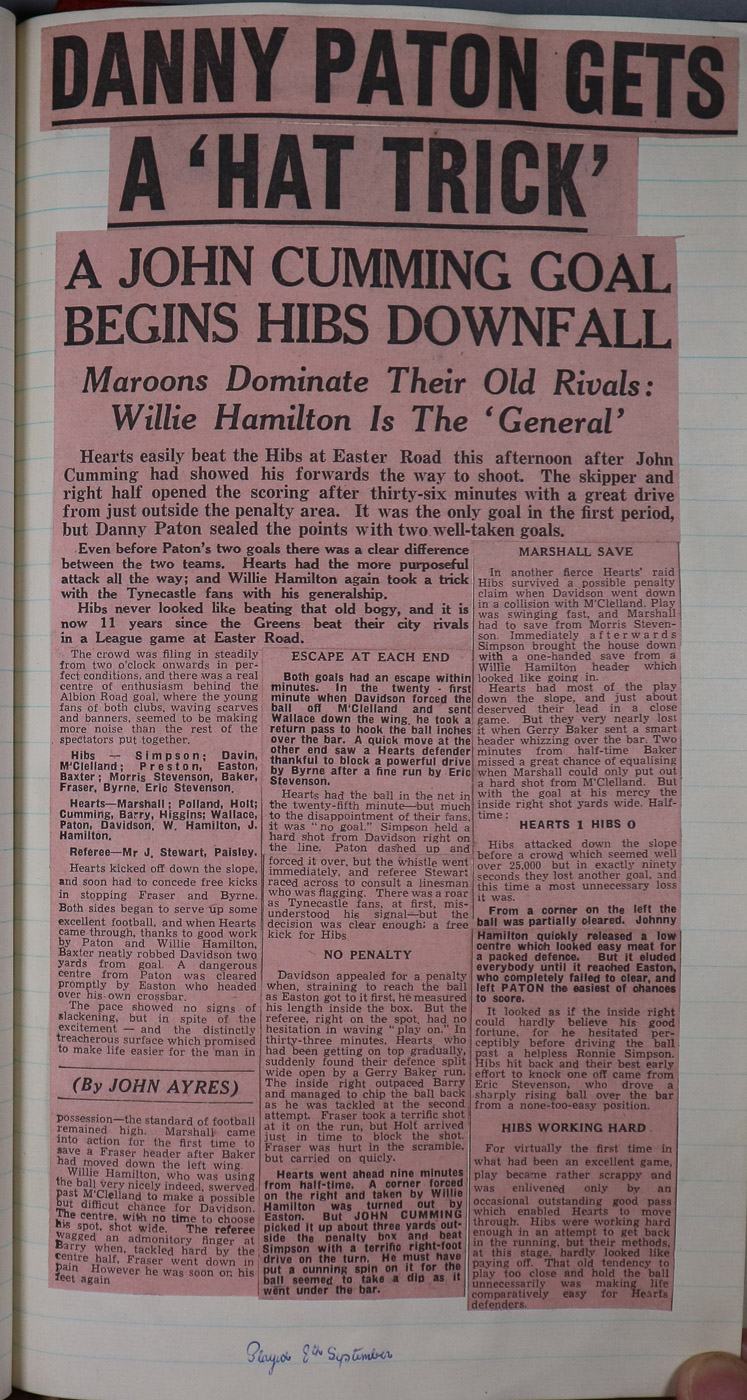 DANNY PATON GETS
A ‘HAT TRICK’
A JOHN CUMMING GOAL
BEGINS HIBS DOWNFALL
Maroons Dominate Their Old Rivals:
Willie Hamilton Is The ‘General’
Hearts easily beat the Hibs at Easter Road this afternoon after John
Cumming had showed his forwards the way to shoot. The skipper and
right half opened the scoring after thirty-six minutes with a great drive
from just outside the penalty area. It was the only goal in the first period,
but Danny Paton sealed the points with two well-taken goals.
Even before Paton's two goals there was a clear difference
between the two teams. Hearts had the more purposeful
attack all the way; and Willie Hamilton again took a trick
with the Tynecastle fans with his generalship.
Hibs never looked like beating that old bogy, and it is
now 11 years since the Greens beat their city rivals
in a League game at Easter Road.
The crowd was filing in steadily
from two o'clock onwards in per-
fect conditions, and there was a real
centre of enthusiasm behind the
Albion Road goal, where the young
fans of both clubs, waving scarves
and banners, seemed to be making
more noise than the rest of the
spectators put together.
Hibs — Simpson; Davin,
M'Clelland; Preston, Easton,
Baxter; Morris Stevenson, Baker,
Fraser, Byrne, Eric Stevenson.
Hearts—Marshall; Polland, Holt;
Cumming, Barry, Higgins; Wallace,
Paton, Davidson, W. Hamilton, J.
Hamilton.
Referee—Mr J. Stewart, Paisley.
Hearts kicked off down the slope,
and soon had to concede free kicks
in stopping Fraser and Byrne.
Both sides began to serve up some
excellent football, and when Hearts
came through, thanks to good work
by Paton and Willie Hamilton,
Baxter neatly robbed Davidson two
yards from goal. A dangerous
centre from Paton was cleared
promptly by Easton who headed
over his own crossbar.
The pace showed no signs of
slackening, but in spite of the
excitement — and the distinctly
treacherous surface which promised
to make life easier for the man in
(By JOHN AYRES)
possession—the standard of football
remained high. Marshall came
into action for the first time to
save a Fraser header after Baker
had moved down the left wing.
Willie Hamilton, who was using
the ball very nicely indeed, swerved
past M'Clelland to make a possible
but difficult chance for Davidson.
The centre, with no time to choose
his spot, shot wide. The referee
wagged an admonitory finger at
Barry when, tackled hard by the
centre half, Fraser went down in
pain However he was soon on his
feet again
ESCAPE AT EACH END
Both goals had an escape within
minutes. In the twenty - first
minute when Davidson forced the
ball off M'Clelland and sent
Wallace down the wing, he took a
return pass to hook the ball inches
over the bar. A quick move at the
other end saw a Hearts defender
thankful to block a powerful drive
by Byrne after a fine run by Eric
Stevenson.
Hearts had the ball in the net in
the twenty-fifth minute—but much
to the disappointment of their fans,
it was “ no goal.” Simpson held a
hard shot from Davidson right on
the line. Paton dashed up and
forced it over, but the whistle went
immediately, and referee Stewart
raced across to consult a linesman
who was flagging. There was a roar
as Tynecastle fans, at first, mis-
understood his signal—but the
decision was clear enough; a free
kick for Hibs
NO PENALTY
Davidson appealed for a penalty
when, straining to reach the ball
as Easton got to it first, he measured
his length inside the box. But the
referee, right on the spot, had no
hesitation in waving “ play on.” In
thirty-three minutes, Hearts, who
had been getting on top gradually,
suddenly found their defence split
wide open by a Gerry Baker run.
The inside right outpaced Barry
and managed to chip the ball back
as he was tackled at the second
attempt. Fraser took a terrific shot
at it on the run, but Holt arrived
just in time to block the shot.
Fraser was hurt in the scramble,
but carried on quickly.
Hearts went ahead nine minutes
from half-time. A corner forced
on the right and taken by Willie
Hamilton was turned out by
Easton. But JOHN CUMMING
picked it up about three yards out-
side the penalty box and beat
Simpson with a terrific right-foot
drive on the turn. He must have
put a cunning spin on it for the
ball seemed to take a dip as it
went under the bar.
MARSHALL SAVE
In another fierce Hearts' raid
Hibs survived a possible penalty
claim when Davidson went down
in a collision with M'Clelland. Play
was swinging fast, and Marshall
had to save from Morris Steven-
son. Immediately afterwards
Simpson brought the house down
with a one-handed save from a
Willie Hamilton header which
looked like going in.
Hearts had most of the play
down the slope, and just about
deserved their lead in a close
game. But they very nearly lost
it when Gerry Baker sent a smart
header whizzing over the bar. Two
minutes from half-time Baker
missed a great chance of equalising
when Marshall could only put out
a hard shot from M'Clelland. But
with the goal at his mercy the
inside right shot yards wide. Half-
time :
HEARTS 1 HIBS 0
Hibs attacked down the slope
before a crowd which seemed well
over 25,000 but in exactly ninety
seconds they lost another goal, and
this time a most unnecessary loss
it was.
From a corner on the left the
ball was partially cleared. Johnny
Hamilton quickly released a low
centre which looked easy meat for
a packed defence. But it eluded
everybody until it reached Easton,
who completely failed to clear, and
left PATON the easiest of chances
to score.
It looked as if the inside right
could hardly believe his good
fortune, for he hesitated per-
ceptibly before driving the ball
past a helpless Ronnie Simpson.
Hibs hit back and their best early
effort to knock one off came from
Eric Stevenson, who drove a
sharply rising ball over the bar
from a none-too-easy position.
HIBS WORKING HARD
For virtually the first time in
what had been an excellent game,
play became rather scrappy and
was enlivened only by an
occasional outstanding good pass
which enabled Hearts to move
through. Hibs were working hard
enough in an attempt to get back
in the running, but their methods,
at this stage, hardly looked like
paying off. That old tendency to
play too close and hold the ball
unnecessarily was making life
comparatively easy for Hearts
defenders.
Played 8th September